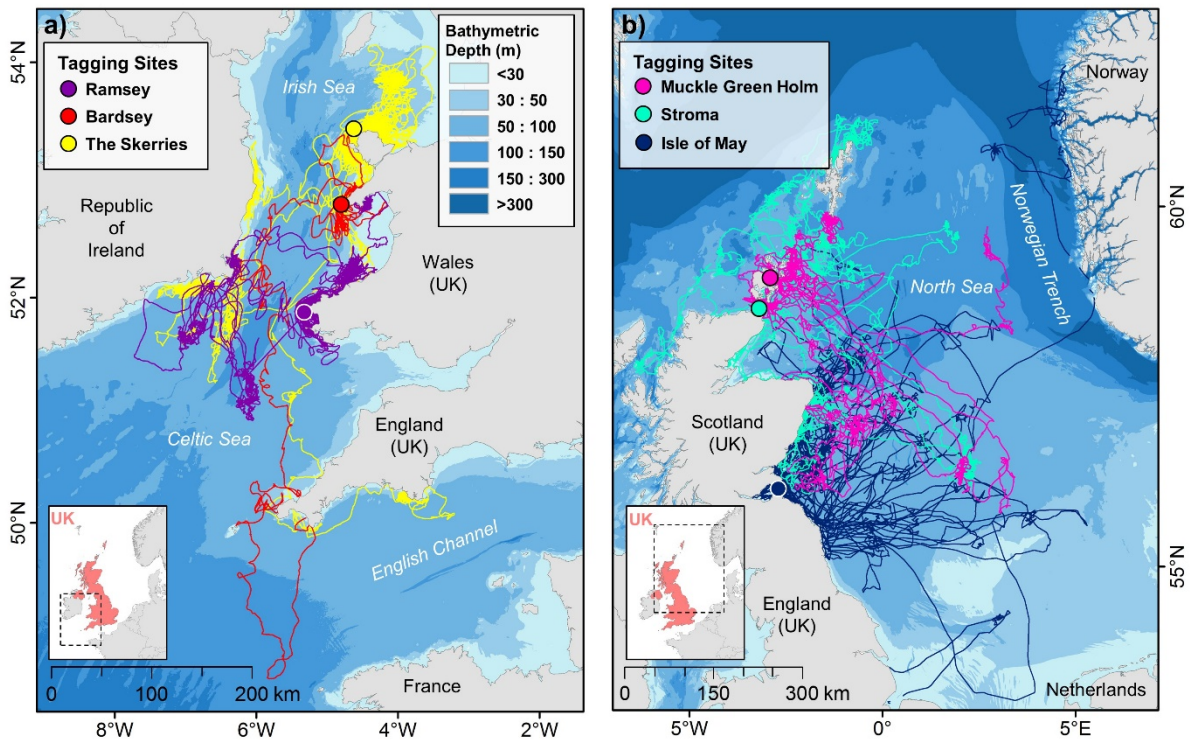 a)
Tagging Sites
Ramsey
Bardsey
The Skerries
Bathymetric
Depth (m)
<30
30 : 50
50 : 100
100 : 150
150 : 300
>300
Irish Sea
Republic
of
Ireland
Wales
(UK)
Celtic Sea
England
(UK)
English Channel
France
UK
0
100
200 km
54°N
52°N
50°N
8°W
6°W
4°W
2°W
b)
Tagging Sites
Muckle Green Holm
Stroma
Isle of May
Norway
Norwegian Trench
North Sea
Scotland
(UK)
England
(UK)
Netherlands
UK
0
150
300 km
60°N
55°N
5°W
0°
5°E